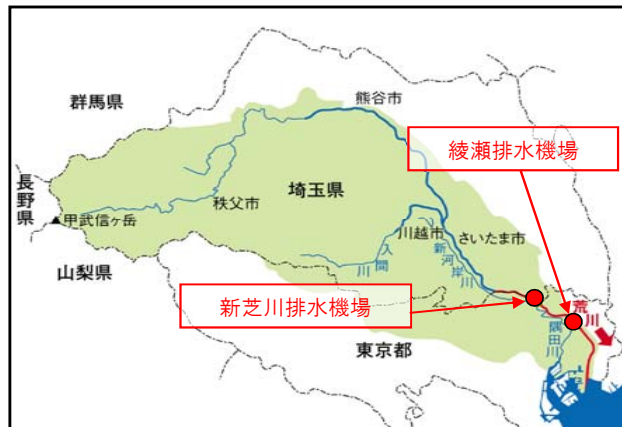 群馬県
熊谷市
綾瀬排水機場
長野県
秩父市
埼玉県
甲武信ヶ岳
川越市
さいたま市
入間川
新河岸川
山梨県
新芝川排水機場
荒川
隅田川
東京都